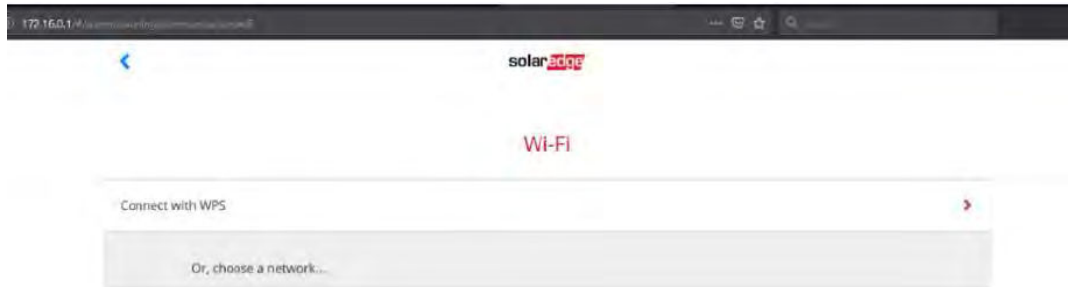 172.16.0.1/
solaredge
Wi-Fi
Connect with WPS
Or, choose a network...